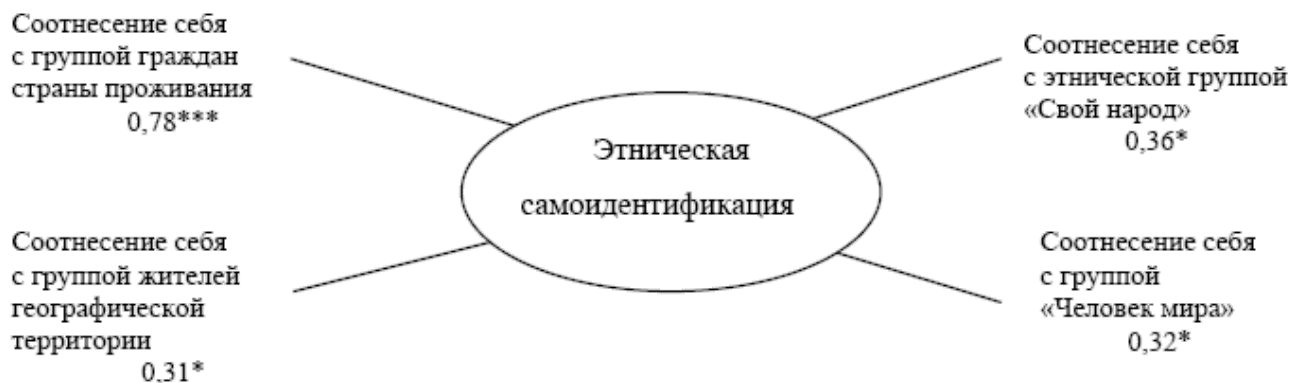 Соотнесение себя
с группой граждан
страны проживания
0,78***
Соотнесение себя
с этнической группой
«Свой народ»
0,36*
Этническая
самоидентификация
Соотнесение себя
с группой жителей
географической
территории
0,31*
Соотнесение себя
с группой
«Человек мира»
0,32*